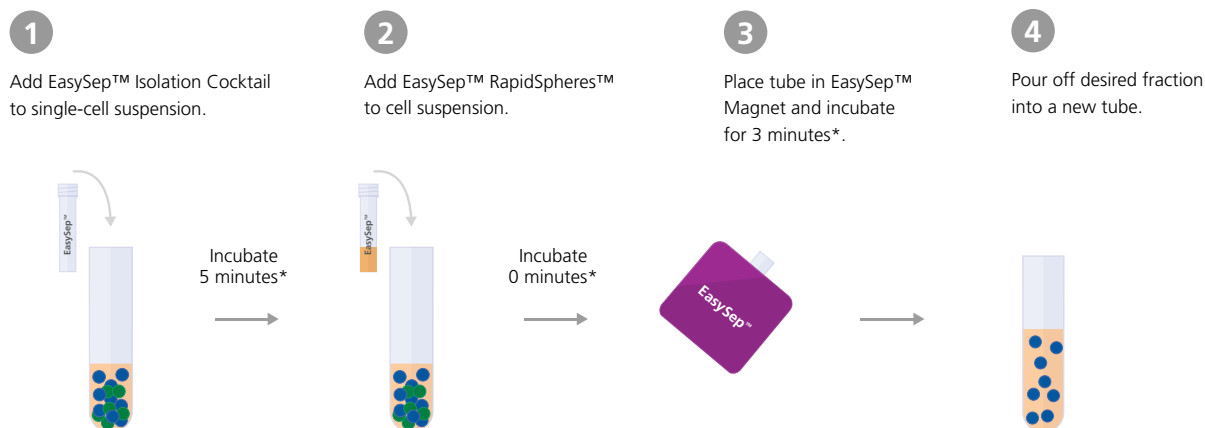 1
Add EasySep™ Isolation Cocktail
to single-cell suspension.
EasySep™
Incubate
5 minutes*
2
Add EasySep™ RapidSpheres™
to cell suspension.
EasySep™
Incubate
0 minutes*
3
Place tube in EasySep™
Magnet and incubate
for 3 minutes*.
EasySep™
4
Pour off desired fraction
into a new tube.